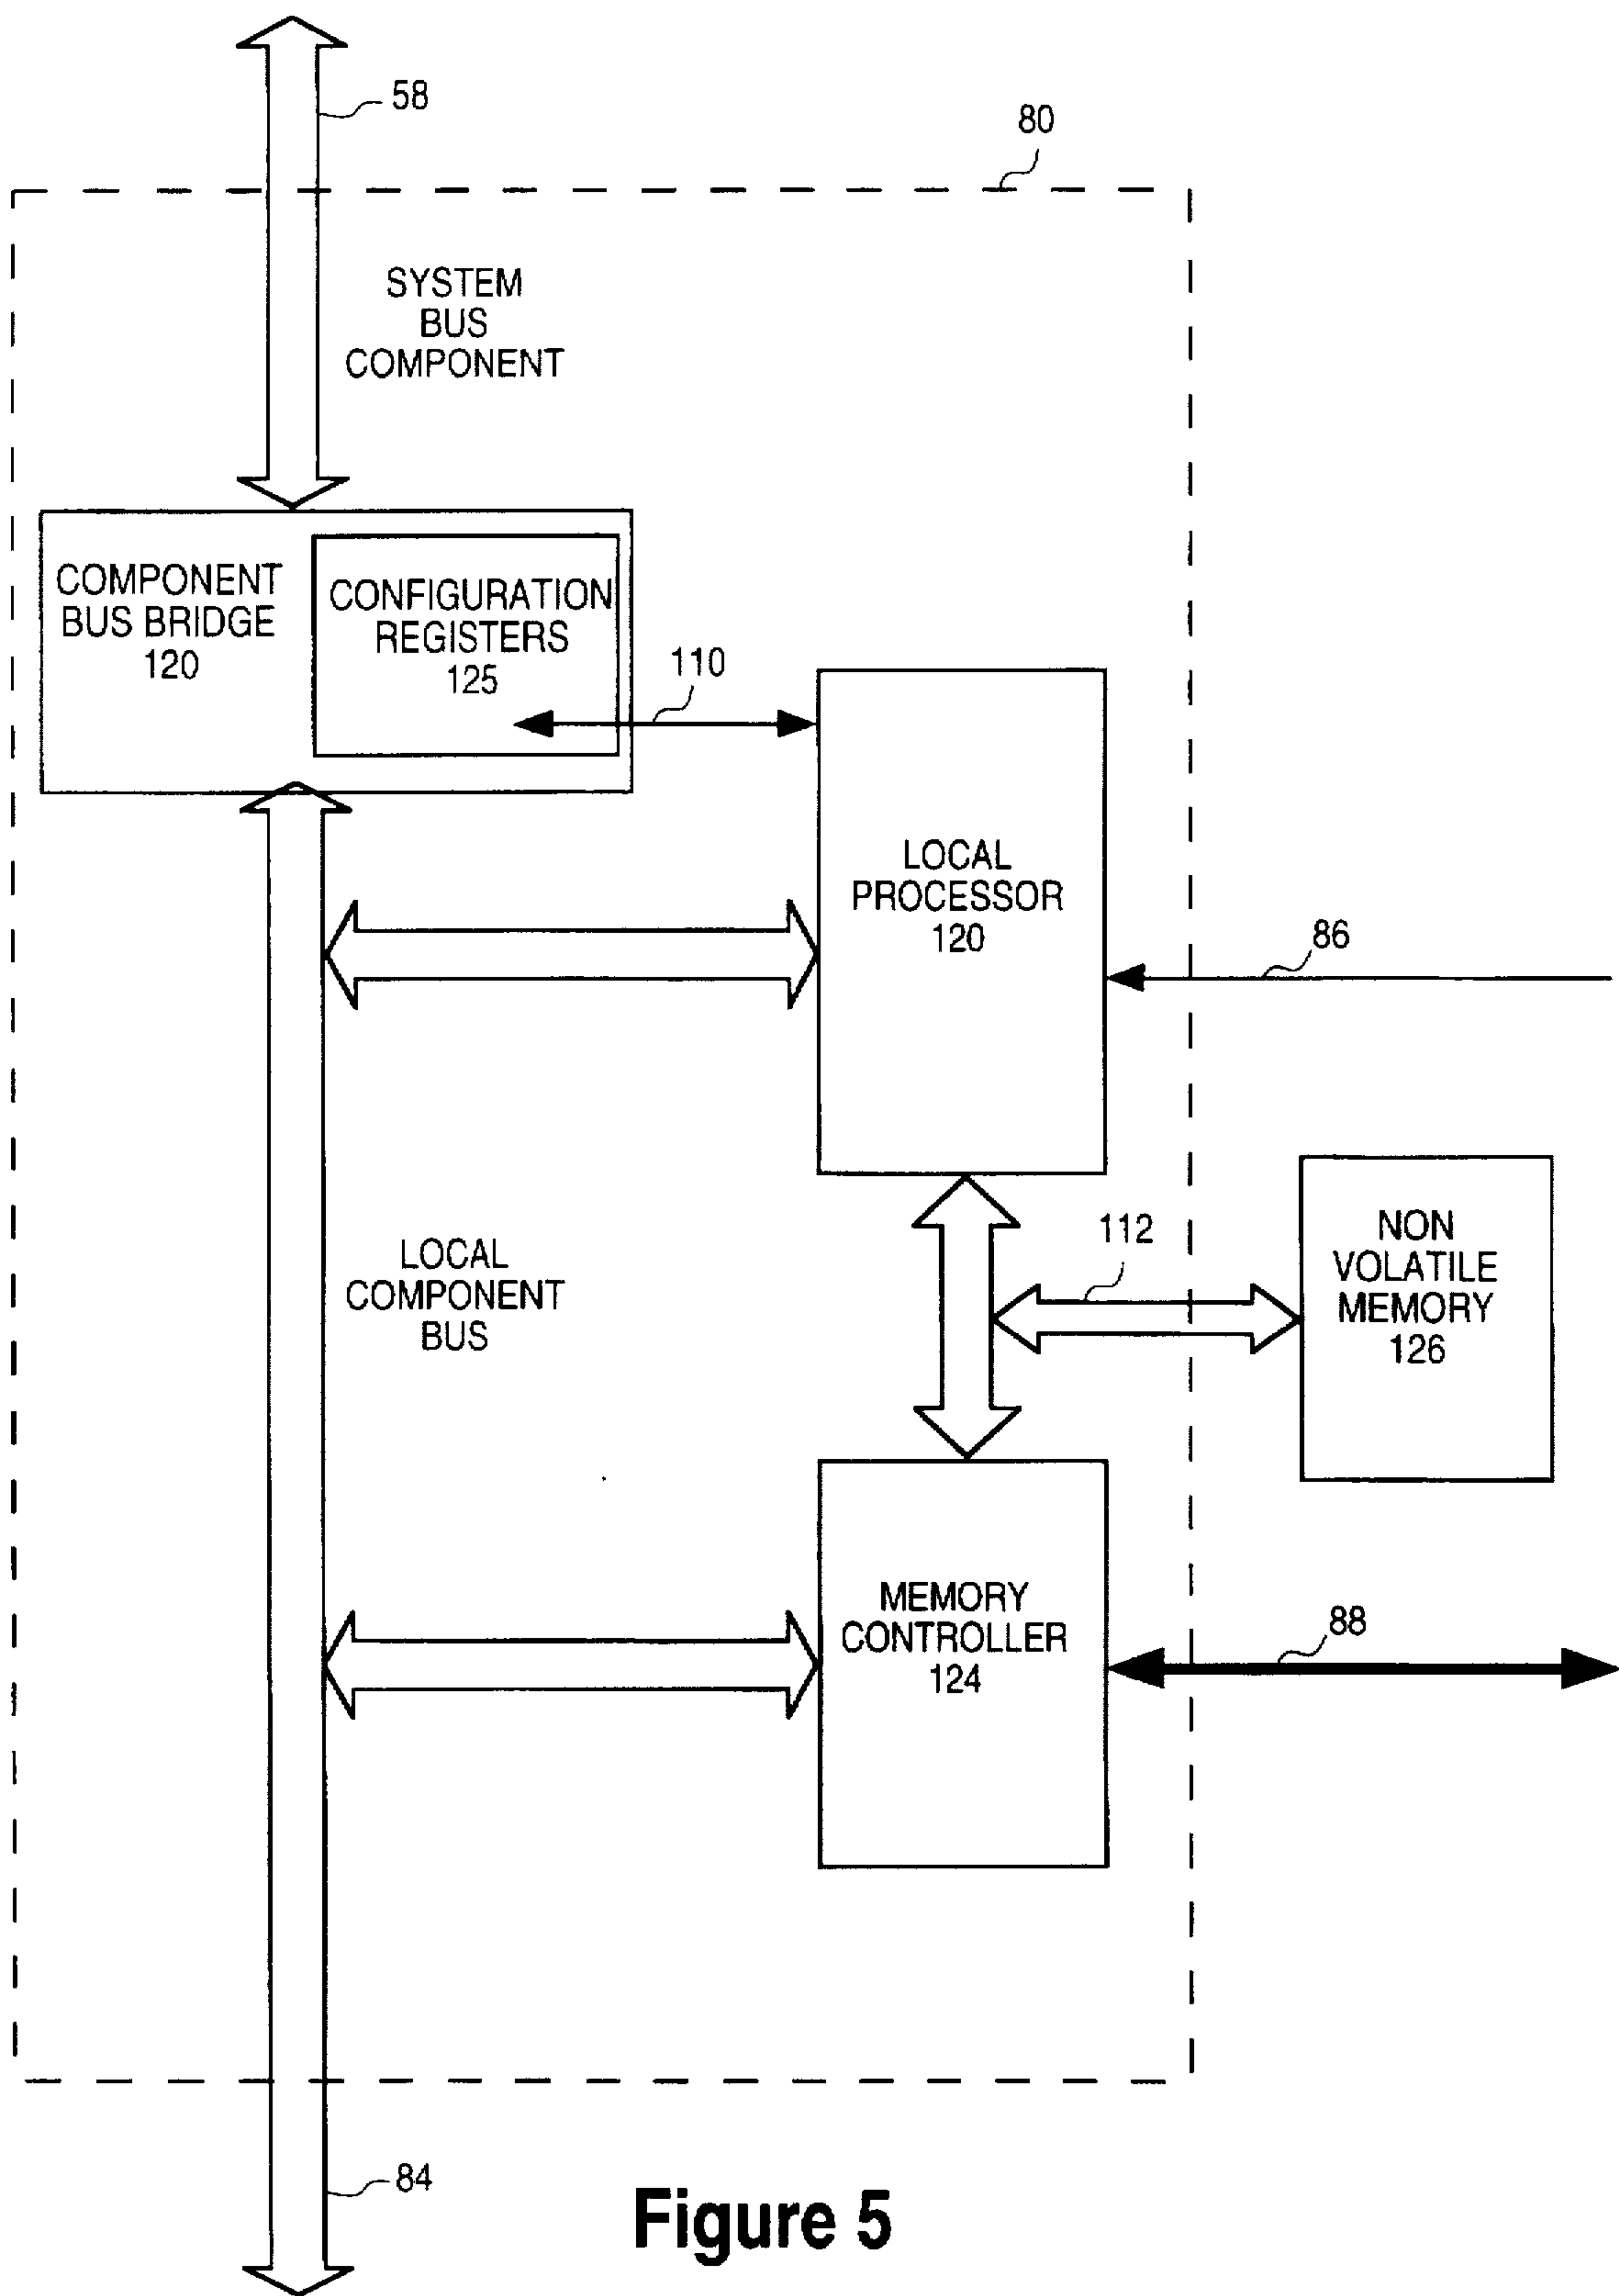 58
80
SYSTEM
BUS
COMPONENT
COMPONENT
BUS BRIDGE
120
CONFIGURATION
REGISTERS
125
110
LOCAL
PROCESSOR
120
86
LOCAL
COMPONENT
BUS
112
NON
VOLATILE
MEMORY
126
MEMORY
CONTROLLER
124
88
84
Figure 5